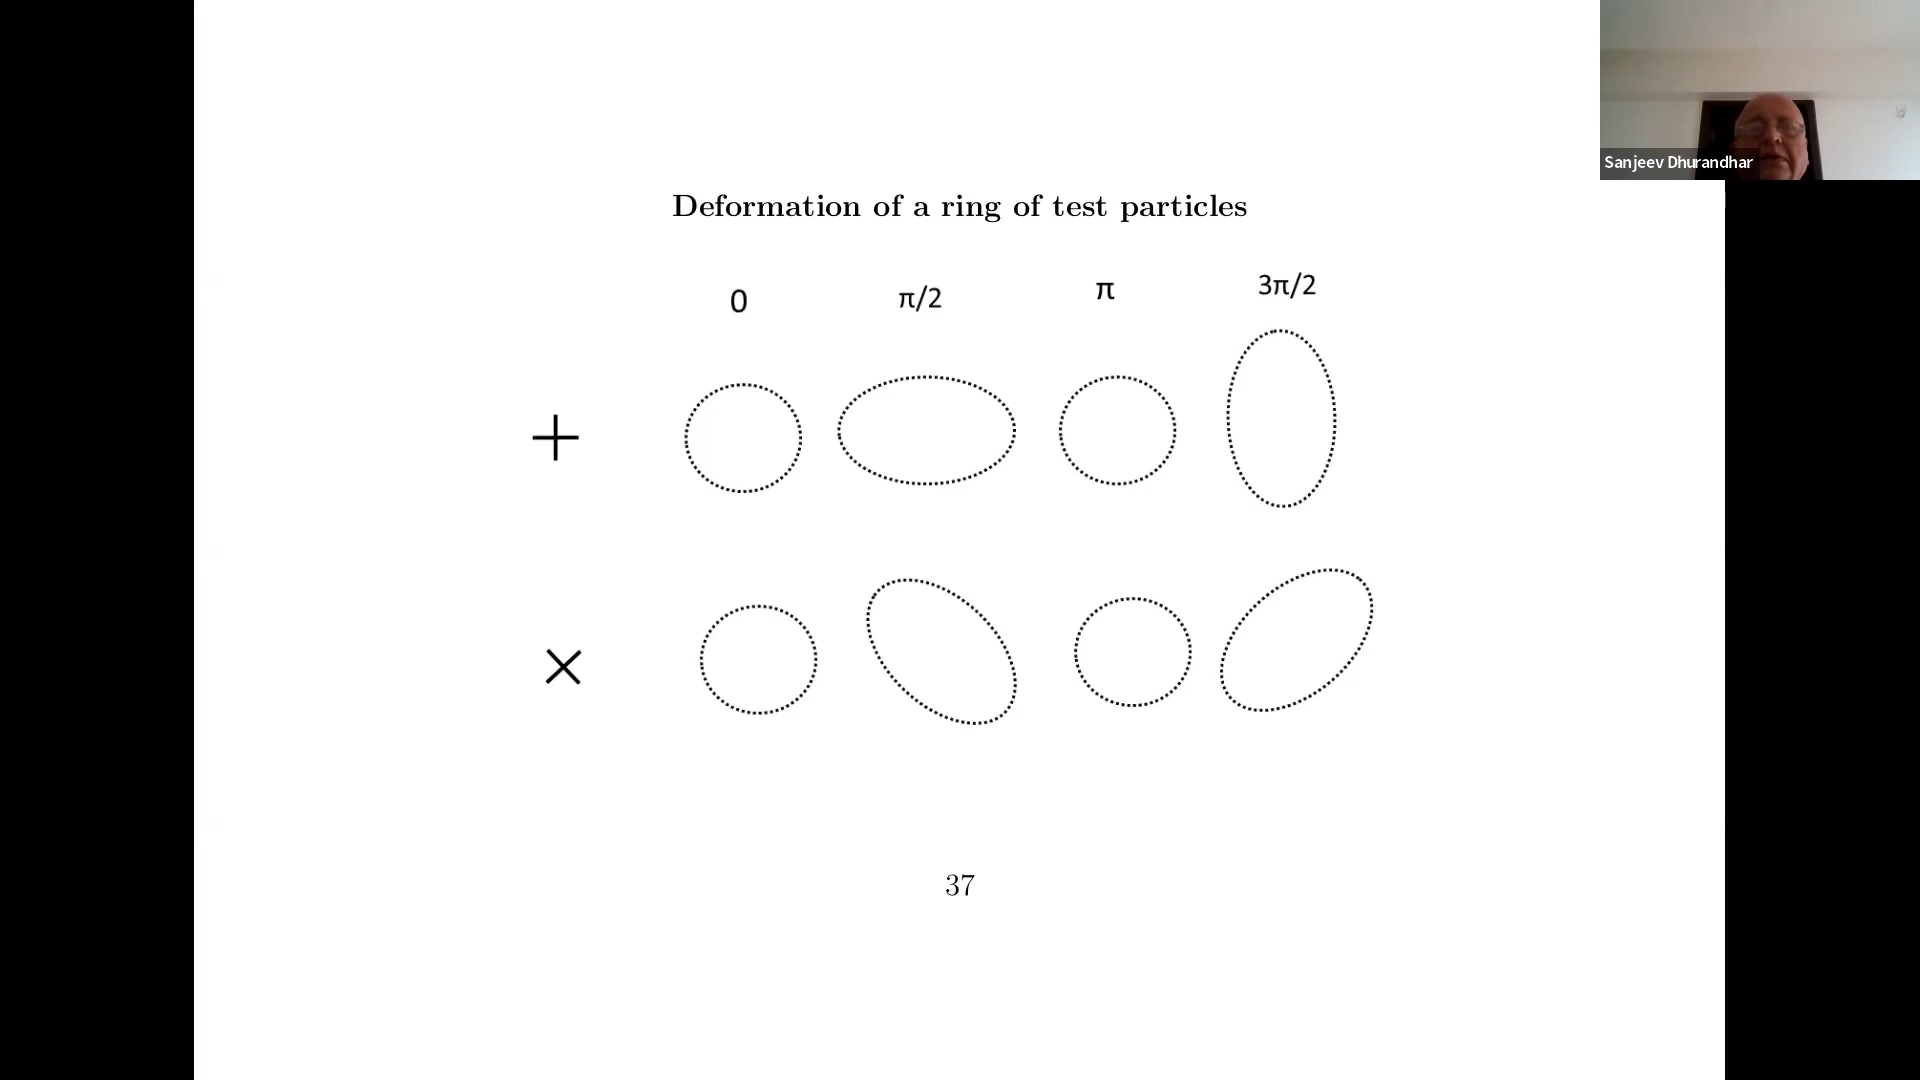 Sanjeev Dhurandhar
Deformation of a ring of test particles
0 π/2 π 3π/2
+
×
37